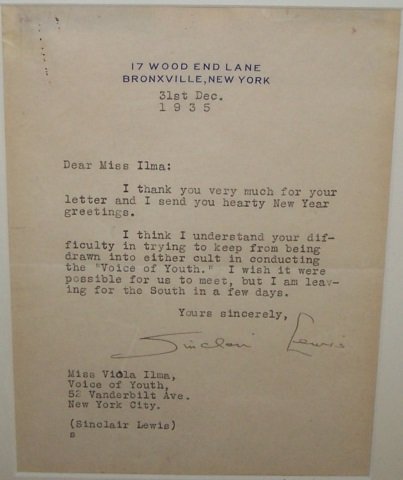 17 WOOD END LANE
BRONXVILLE, NEW YORK
31st Dec.
1935
Dear Miss Ilma:
I thank you very much for your
letter and I send you hearty New Year
greetings.
I think I understand your dif-
ficulty in trying to keep from being
drawn into either cult in conducting
the "Voice of Youth." I wish it were
possible for us to meet, but I am leav-
ing for the South in a few days.
Yours sincerely,
Sinclair Lewis
Miss Viola Ilma,
Voice of Youth,
52 Vanderbilt Ave.
New York City.
(Sinclair Lewis)
s